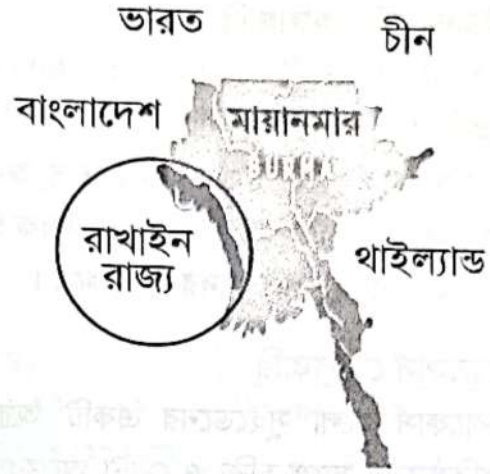 ভারত
চীন
বাংলাদেশ
মায়ানমার
BURMA
রাখাইন
রাজ্য
থাইল্যান্ড